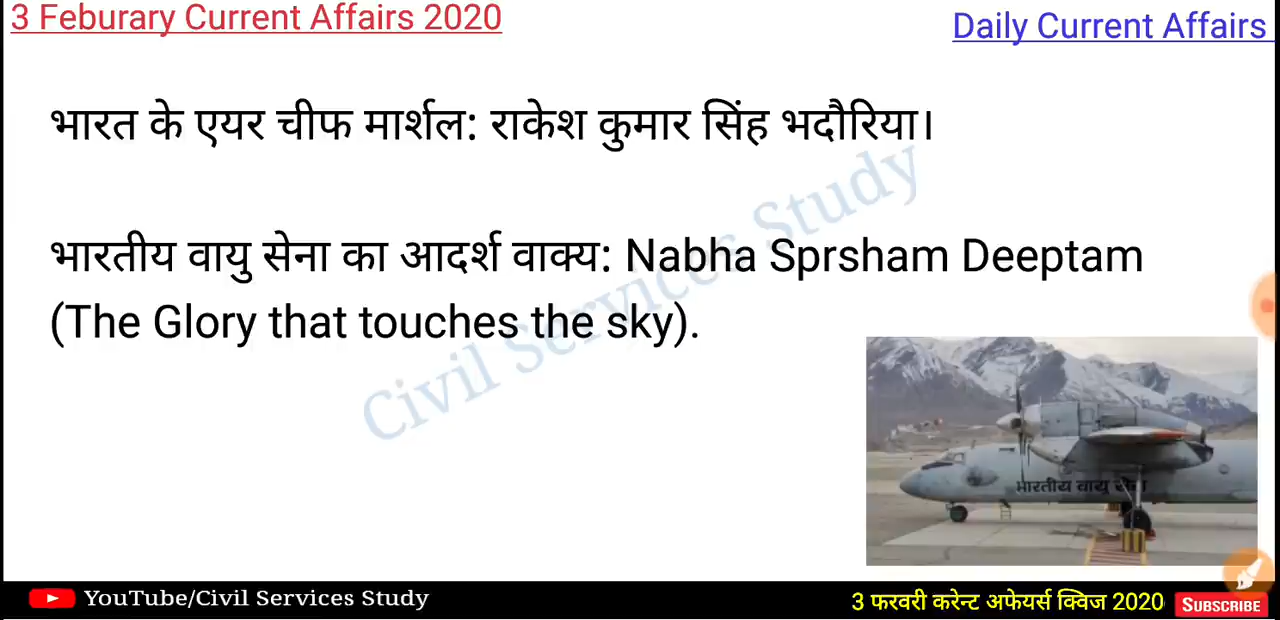 3 Feburary Current Affairs 2020
Daily Current Affairs
भारत के एयर चीफ मार्शल: राकेश कुमार सिंह भदौरिया।
भारतीय वायु सेना का आदर्श वाक्य: Nabha Sprsham Deeptam
(The Glory that touches the sky).
Civil Services Study
भारतीय वायु सेना
YouTube/Civil Services Study
3 फरवरी करेन्ट अफेयर्स क्विज 2020
SUBSCRIBE